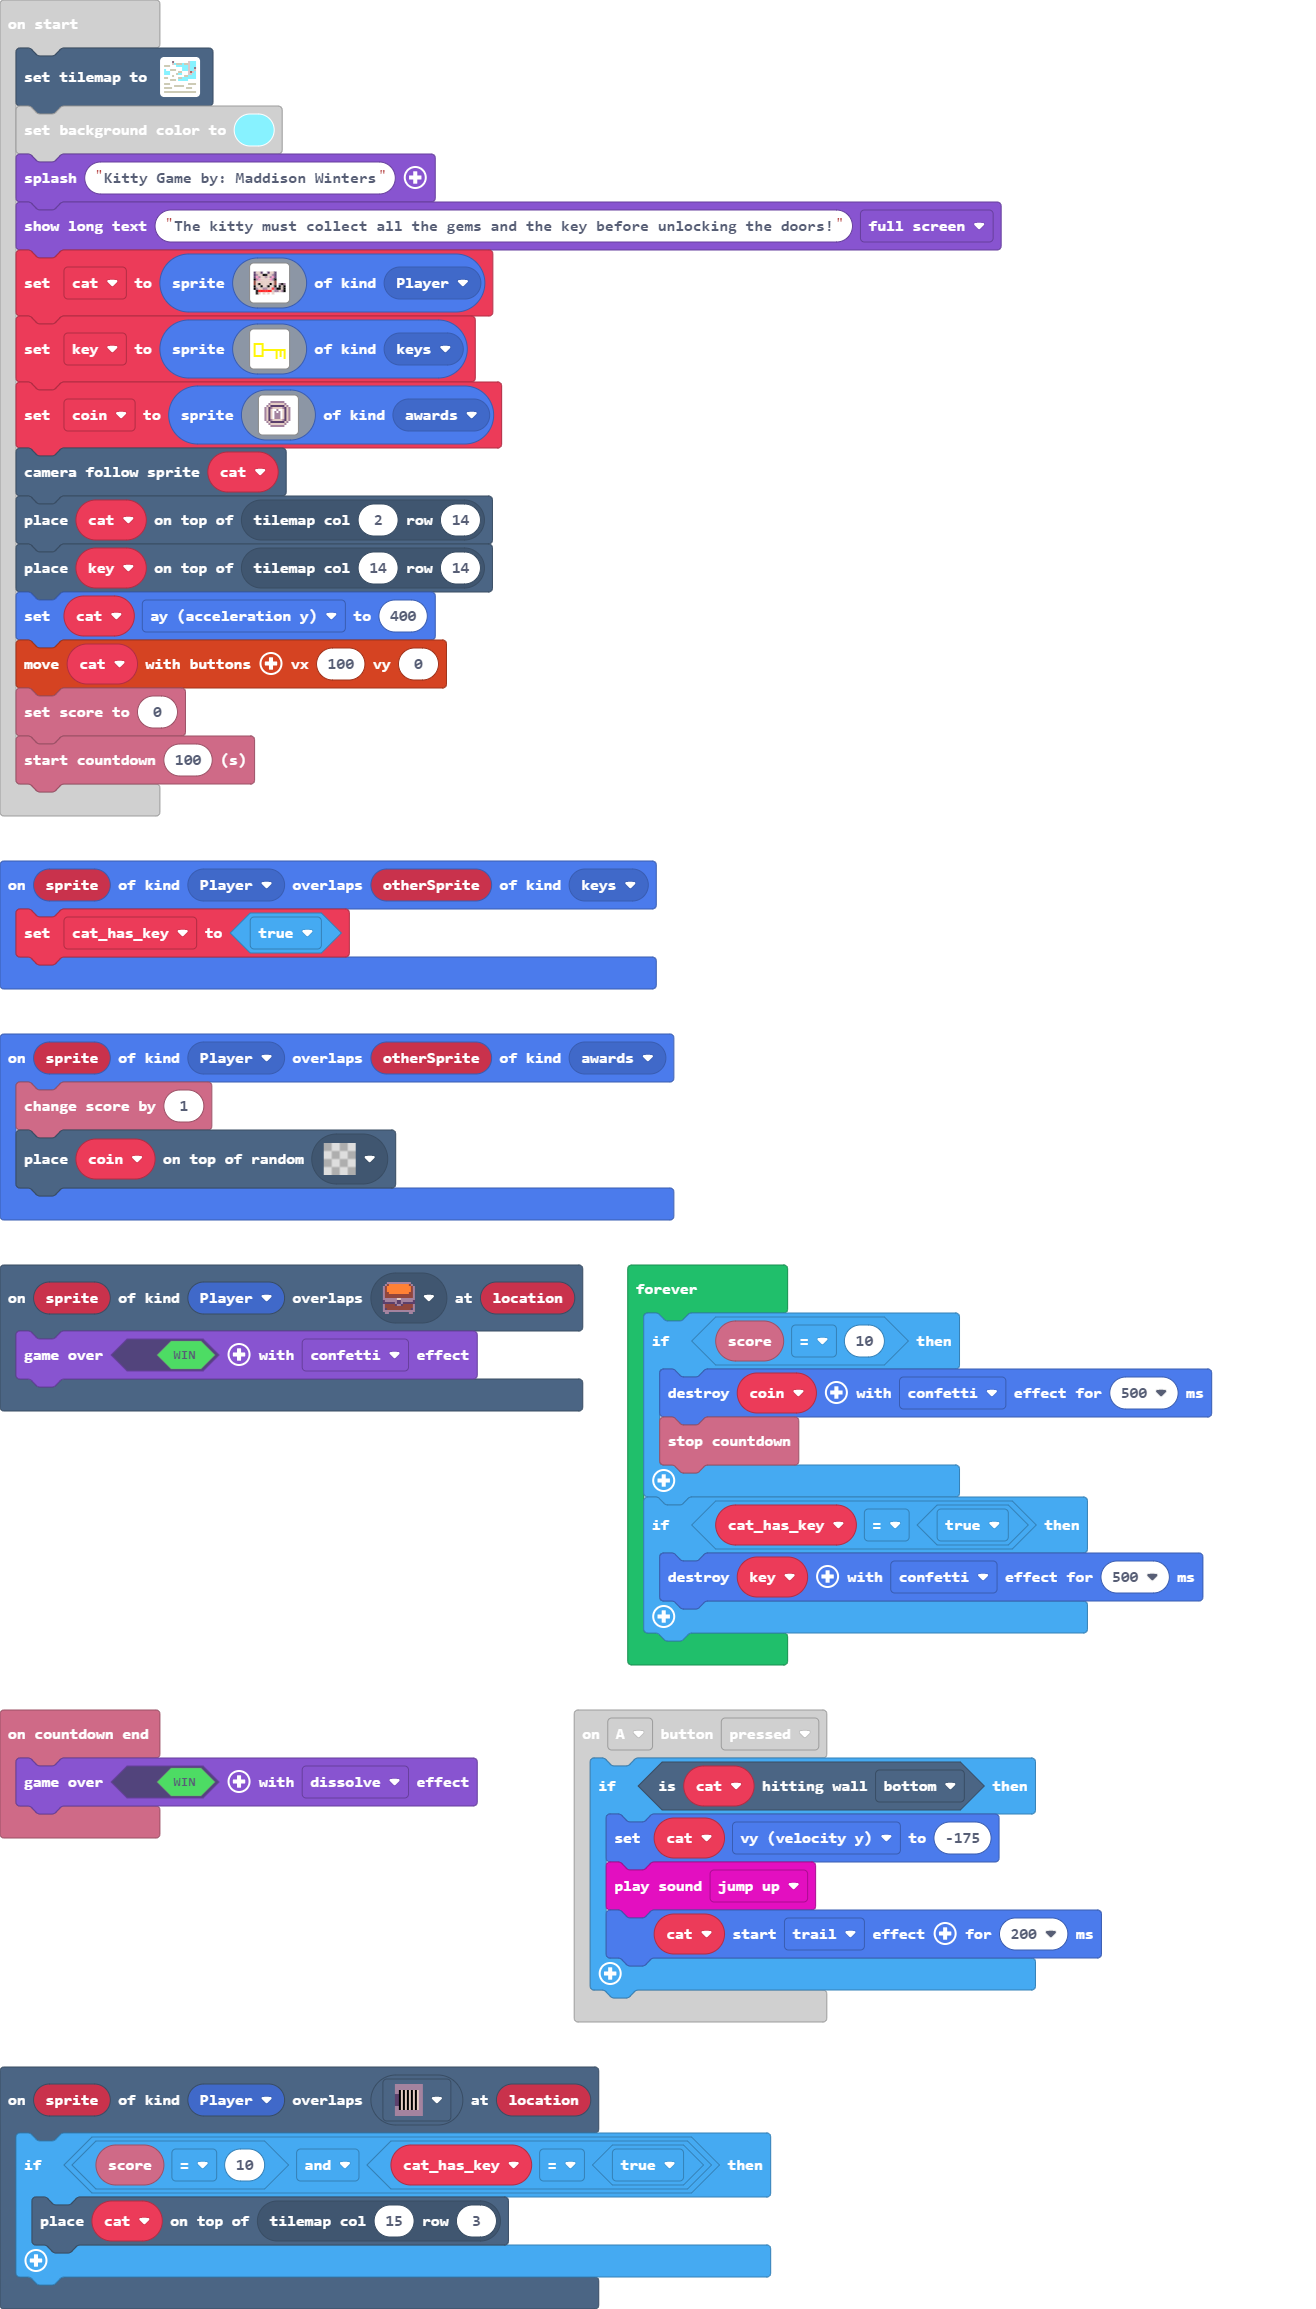 on start
set tilemap to
set background color to
splash "Kitty Game by: Maddison Winters"
show long text "The kitty must collect all the gems and the key before unlocking the doors!" full screen
set cat to sprite of kind Player
set key to sprite of kind keys
set coin to sprite of kind awards
camera follow sprite cat
place cat on top of tilemap col 2 row 14
place key on top of tilemap col 14 row 14
set cat ay (acceleration y) to 400
move cat with buttons vx 100 vy 0
set score to 0
start countdown 100 (s)
on sprite of kind Player overlaps otherSprite of kind keys
set cat_has_key to true
on sprite of kind Player overlaps otherSprite of kind awards
change score by 1
place coin on top of random
on sprite of kind Player overlaps at location
game over WIN with confetti effect
forever
if score = 10 then
destroy coin with confetti effect for 500 ms
stop countdown
if cat_has_key = true then
destroy key with confetti effect for 500 ms
on countdown end
game over WIN with dissolve effect
on A button pressed
if is cat hitting wall bottom then
set cat vy (velocity y) to -175
play sound jump up
cat start trail effect for 200 ms
on sprite of kind Player overlaps at location
if score = 10 and cat_has_key = true then
place cat on top of tilemap col 15 row 3